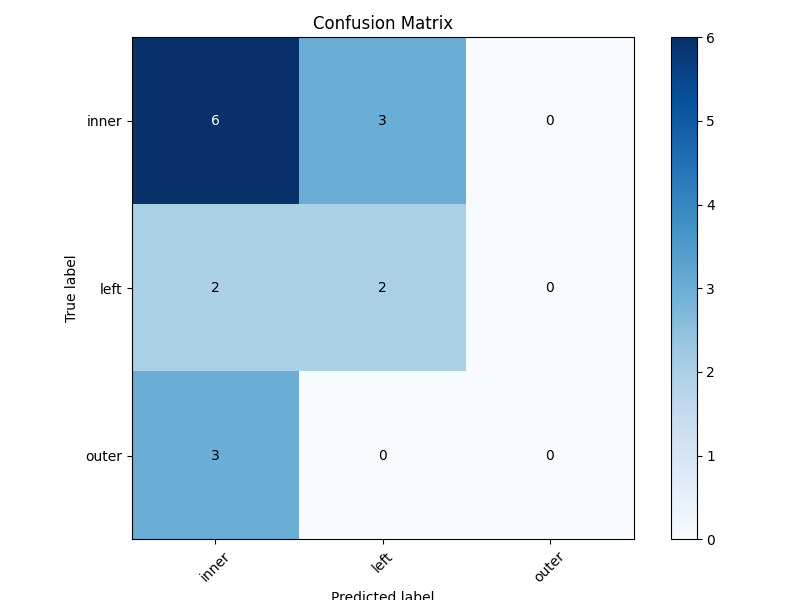 Confusion Matrix
True label
inner 6 3 0
left 2 2 0
outer 3 0 0
inner left outer
Predicted label
6
5
4
3
2
1
0